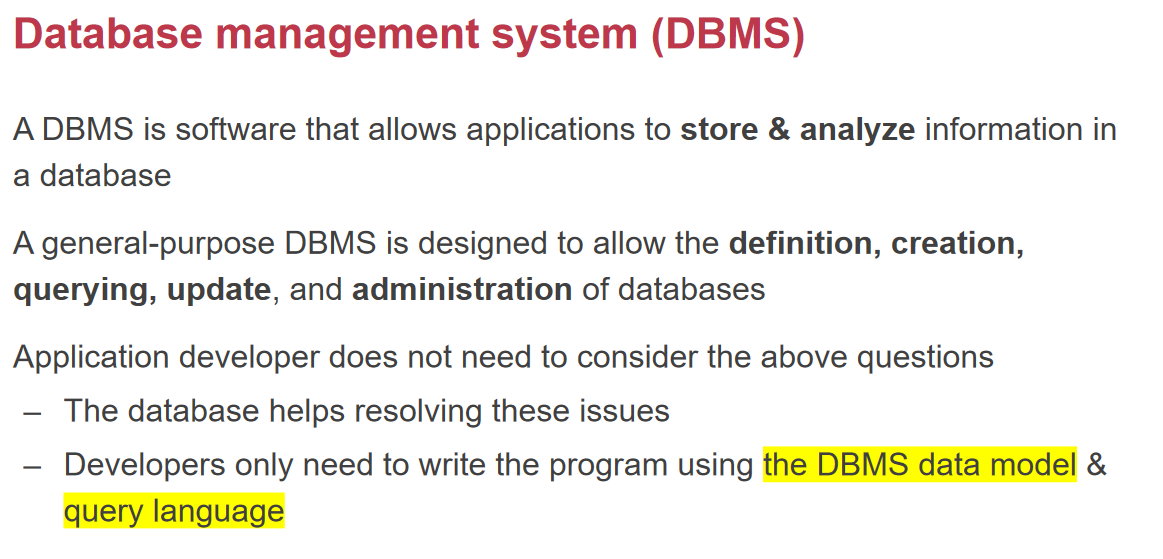 Database management system (DBMS)
A DBMS is software that allows applications to store & analyze information in
a database
A general-purpose DBMS is designed to allow the definition, creation,
querying, update, and administration of databases
Application developer does not need to consider the above questions
– The database helps resolving these issues
– Developers only need to write the program using the DBMS data model &
query language